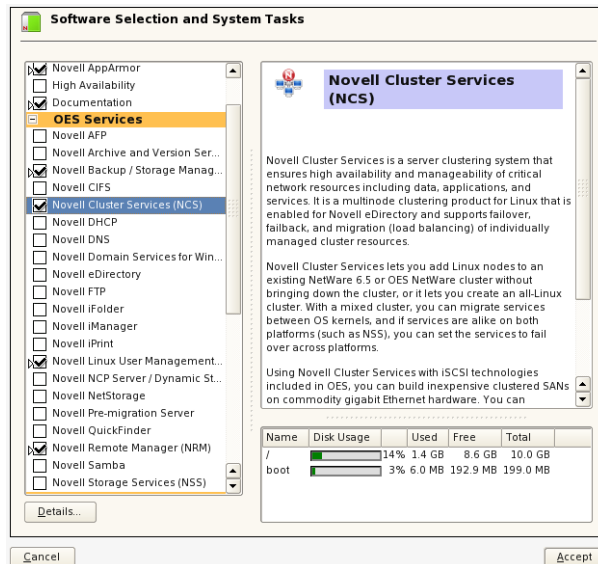 Software Selection and System Tasks
Novell AppArmor
High Availability
Documentation
OES Services
Novell AFP
Novell Archive and Version Ser...
Novell Backup / Storage Manag...
Novell CIFS
Novell Cluster Services (NCS)
Novell DHCP
Novell DNS
Novell Domain Services for Win...
Novell eDirectory
Novell FTP
Novell iFolder
Novell iManager
Novell iPrint
Novell Linux User Management...
Novell NCP Server / Dynamic St...
Novell NetStorage
Novell Pre-migration Server
Novell QuickFinder
Novell Remote Manager (NRM)
Novell Samba
Novell Storage Services (NSS)
Details...
Novell Cluster Services
(NCS)
Novell Cluster Services is a server clustering system that
ensures high availability and manageability of critical
network resources including data, applications, and
services. It is a multinode clustering product for Linux that is
enabled for Novell eDirectory and supports failover,
failback, and migration (load balancing) of individually
managed cluster resources.
Novell Cluster Services lets you add Linux nodes to an
existing NetWare 6.5 or OES NetWare cluster without
bringing down the cluster, or it lets you create an all-Linux
cluster. With a mixed cluster, you can migrate services
between OS kernels, and if services are alike on both
platforms (such as NSS), you can set the services to fail
over across platforms.
Using Novell Cluster Services with iSCSI technologies
included in OES, you can build inexpensive clustered SANs
on commodity gigabit Ethernet hardware. You can
Name Disk Usage Used Free Total
/ 14% 1.4 GB 8.6 GB 10.0 GB
boot 3% 6.0 MB 192.9 MB 199.0 MB
Cancel
Accept